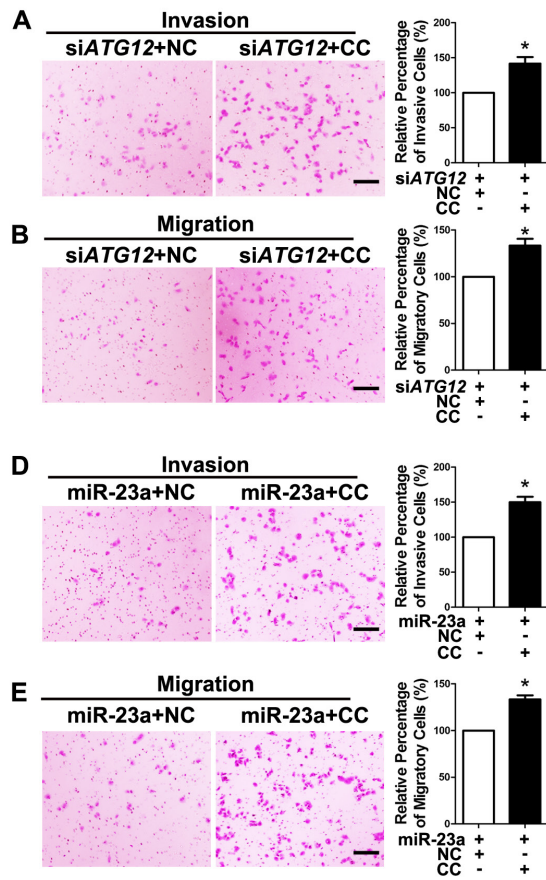 A
Invasion
siATG12+NC siATG12+CC
Relative Percentage
of Invasive Cells (%)
200
150
100
50
0
*
siATG12 + +
NC + -
CC - +
B
Migration
siATG12+NC siATG12+CC
Relative Percentage
of Migratory Cells (%)
150
100
50
0
*
siATG12 + +
NC + -
CC - +
D
Invasion
miR-23a+NC miR-23a+CC
Relative Percentage
of Invasive Cells (%)
200
150
100
50
0
*
miR-23a + +
NC + -
CC - +
E
Migration
miR-23a+NC miR-23a+CC
Relative Percentage
of Migratory Cells (%)
150
100
50
0
*
miR-23a + +
NC + -
CC - +